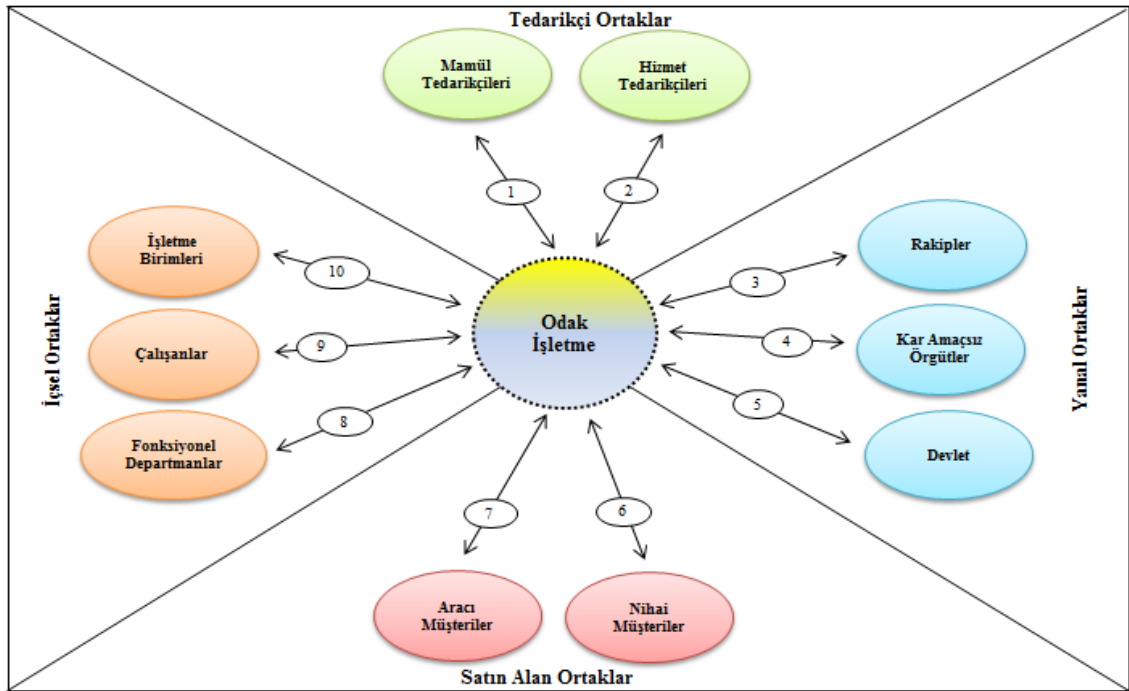 Tedarikçi Ortaklar
Mamül
Tedarikçileri
Hizmet
Tedarikçileri
1
2
İçsel Ortaklar
İşletme
Birimleri
10
Çalışanlar
9
Fonksiyonel
Departmanlar
8
Odak
İşletme
3
Rakipler
4
Kar Amaçsız
Örgütler
5
Devlet
Yanal Ortaklar
7
6
Aracı
Müşteriler
Nihai
Müşteriler
Satın Alan Ortaklar